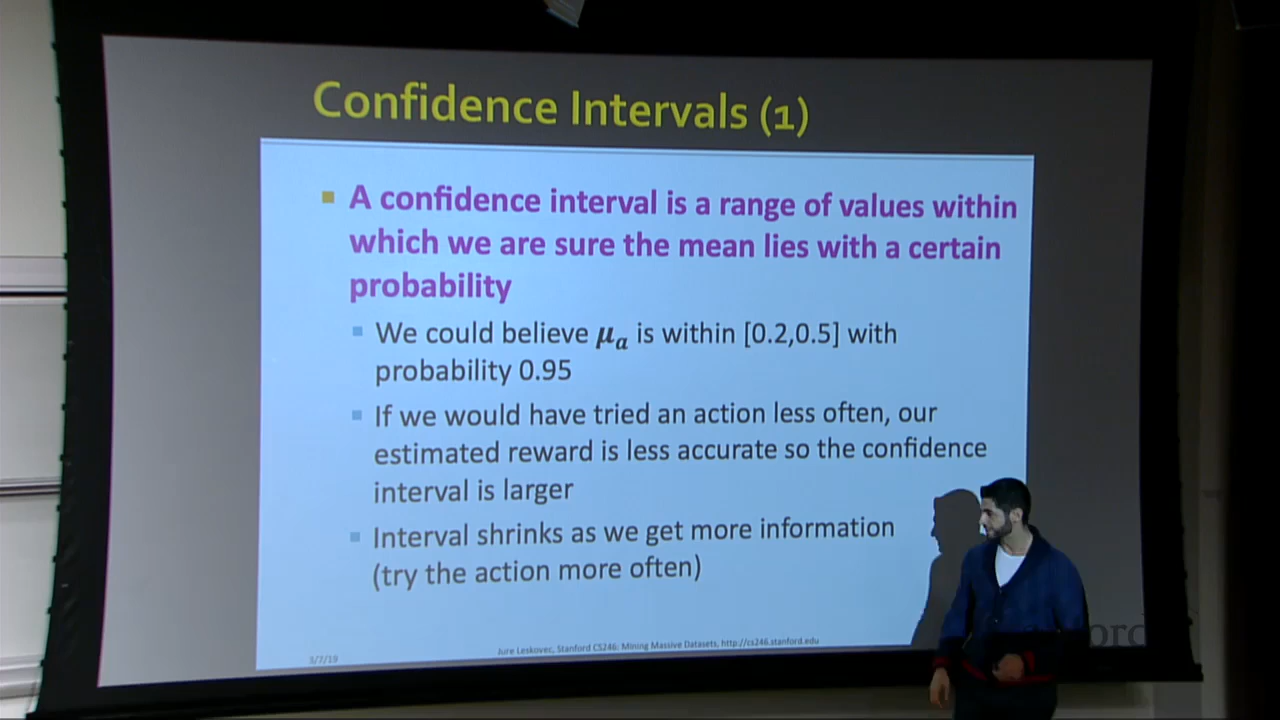 Confidence Intervals (1)
A confidence interval is a range of values within
which we are sure the mean lies with a certain
probability
We could believe μₐ is within [0.2,0.5] with
probability 0.95
If we would have tried an action less often, our
estimated reward is less accurate so the confidence
interval is larger
Interval shrinks as we get more information
(try the action more often)
3/7/19
Jure Leskovec, Stanford CS246: Mining Massive Datasets, http://cs246.stanford.edu